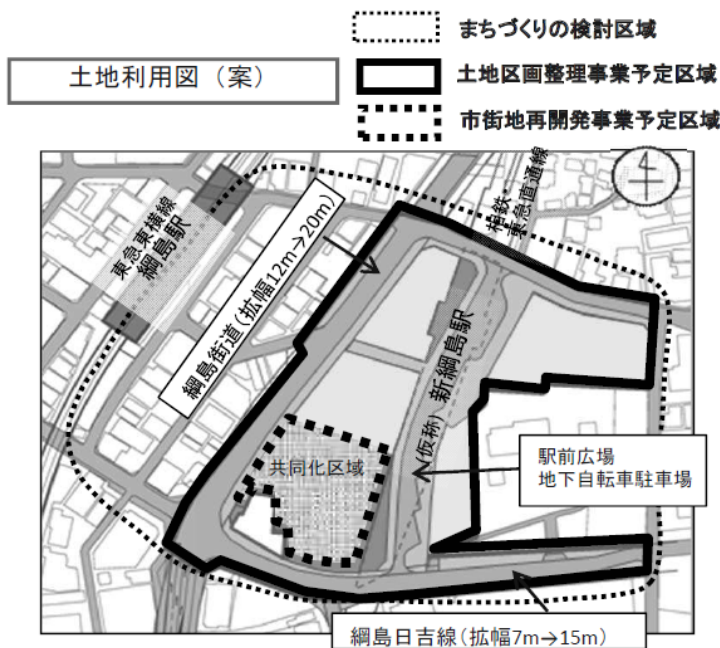 まちづくりの検討区域
土地利用図（案）
土地区画整理事業予定区域
市街地再開発事業予定区域
東急東横線
綱島駅
綱島街道(拡幅12m→20m)
相鉄・
東急直通線
(仮称) 新綱島駅
共同化区域
駅前広場
地下自転車駐車場
綱島日吉線(拡幅7m→15m)